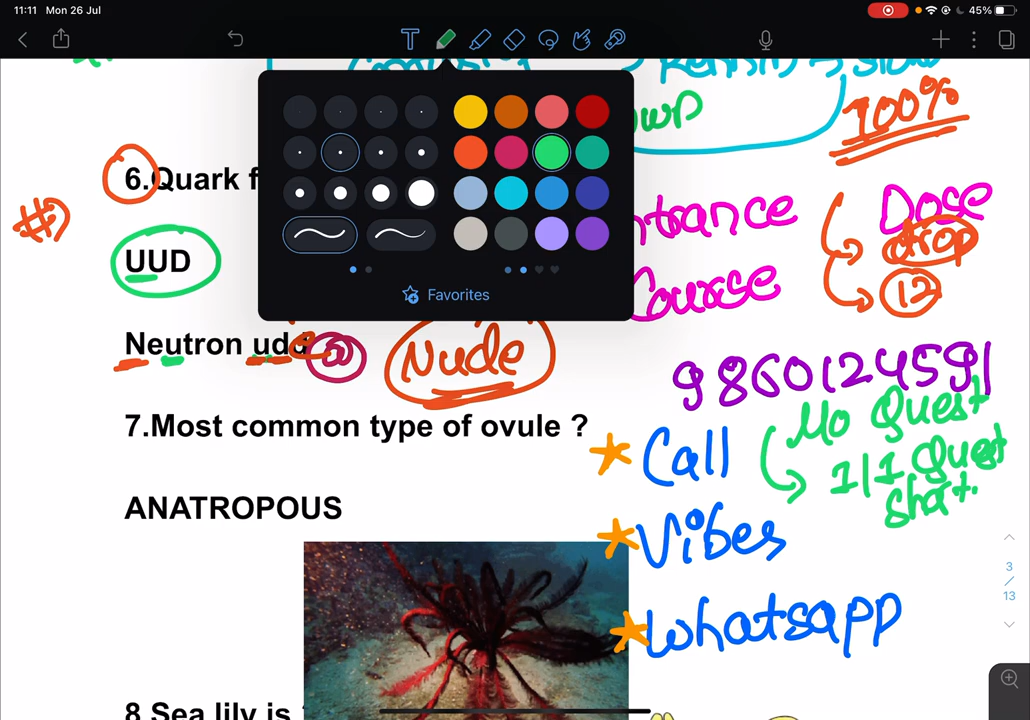 11:11 Mon 26 Jul
45%
T
100%
6.Quark f
Entrance
Dose
drop
UUD
Course
12
Neutron udd
@
Nude
9860124591
7.Most common type of ovule ?
Call
Mo Quest
1/1 Quest
shat.
ANATROPOUS
Vibes
Whatsapp
8.Sea lily is
Favorites
3
/
13